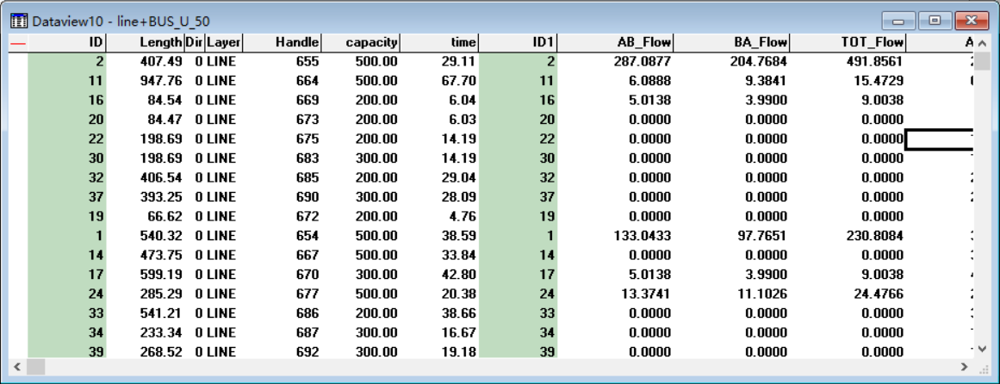 Dataview10 - line+BUS_U_50
ID Length Dir Layer Handle capacity time ID1 AB_Flow BA_Flow TOT_Flow A
2 407.49 0 LINE 655 500.00 29.11 2 287.0877 204.7684 491.8561
11 947.76 0 LINE 664 500.00 67.70 11 6.0888 9.3841 15.4729
16 84.54 0 LINE 669 200.00 6.04 16 5.0138 3.9900 9.0038
20 84.47 0 LINE 673 200.00 6.03 20 0.0000 0.0000 0.0000
22 198.69 0 LINE 675 200.00 14.19 22 0.0000 0.0000 0.0000
30 198.69 0 LINE 683 300.00 14.19 30 0.0000 0.0000 0.0000
32 406.54 0 LINE 685 200.00 29.04 32 0.0000 0.0000 0.0000
37 393.25 0 LINE 690 300.00 28.09 37 0.0000 0.0000 0.0000
19 66.62 0 LINE 672 200.00 4.76 19 0.0000 0.0000 0.0000
1 540.32 0 LINE 654 500.00 38.59 1 133.0433 97.7651 230.8084
14 473.75 0 LINE 667 500.00 33.84 14 0.0000 0.0000 0.0000
17 599.19 0 LINE 670 300.00 42.80 17 5.0138 3.9900 9.0038
24 285.29 0 LINE 677 500.00 20.38 24 13.3741 11.1026 24.4766
33 541.21 0 LINE 686 200.00 38.66 33 0.0000 0.0000 0.0000
34 233.34 0 LINE 687 300.00 16.67 34 0.0000 0.0000 0.0000
39 268.52 0 LINE 692 300.00 19.18 39 0.0000 0.0000 0.0000